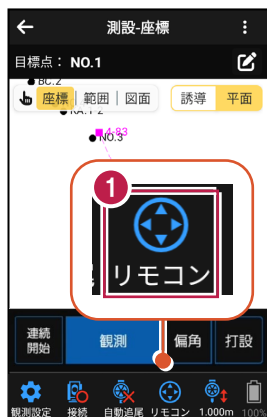 測設-座標
目標点： NO.1
BC.2
座標 範囲 図面 誘導 平面
KA.1-2
4-83
NO.3
1
リモコン
連続
開始
観測 偏角 打設
観測設定 接続 自動追尾 リモコン 1.000m 100%